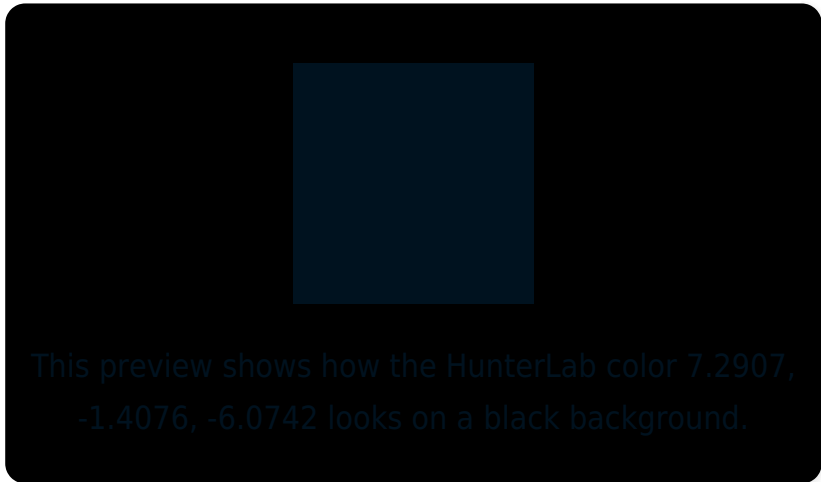 This preview shows how the HunterLab color 7.2907,
-1.4076, -6.0742 looks on a black background.